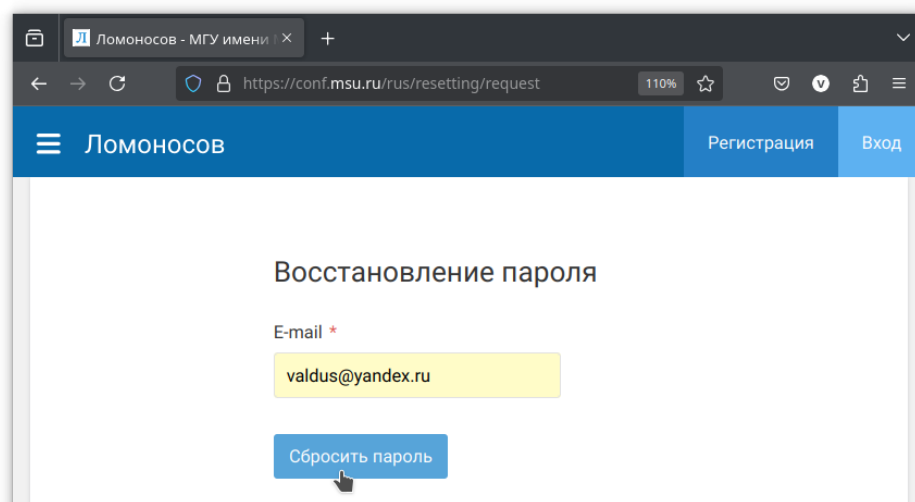 Ломоносов - МГУ имени
https://conf.msu.ru/rus/resetting/request
110%
V
Ломоносов
Регистрация
Вход
Восстановление пароля
E-mail *
valdus@yandex.ru
Сбросить пароль